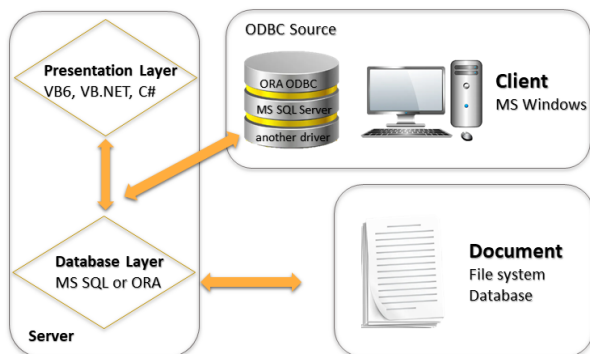 Presentation Layer
VB6, VB.NET, C#
Database Layer
MS SQL or ORA
Server
ODBC Source
ORA ODBC
MS SQL Server
another driver
Client
MS Windows
Document
File system
Database